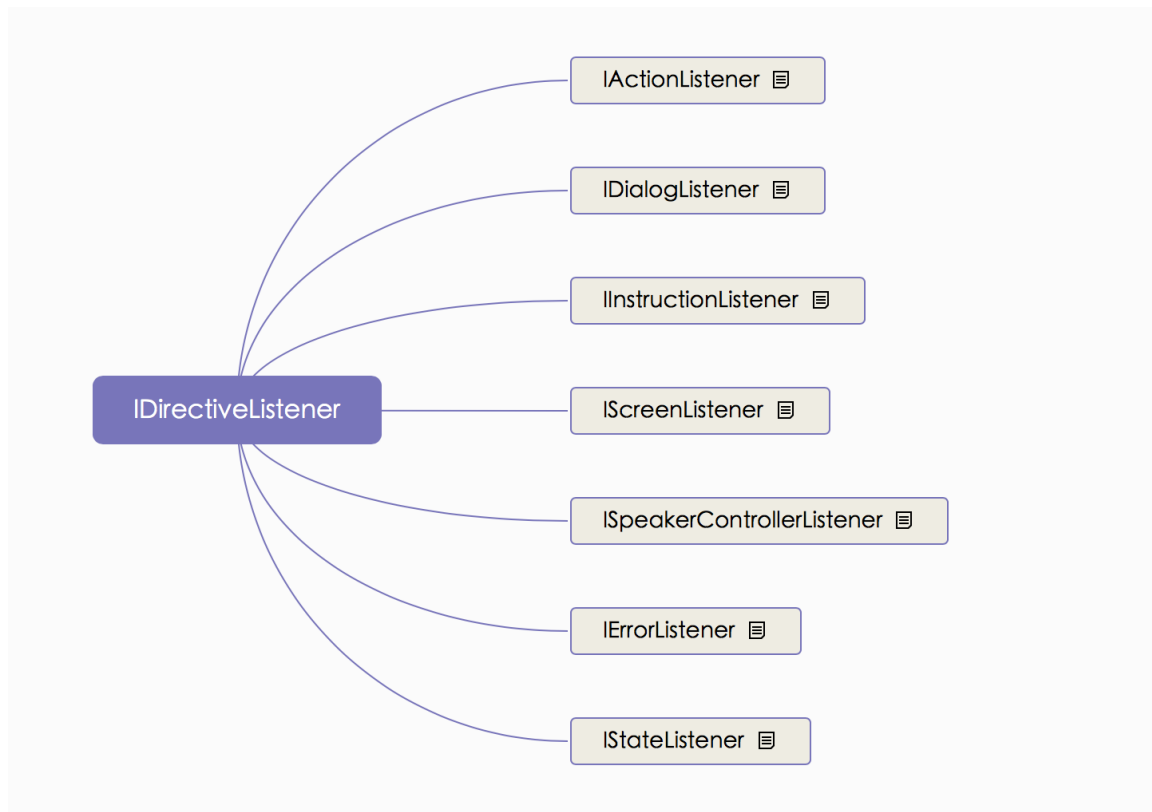 IActionListener
IDialogListener
IInstructionListener
IDirectiveListener
IScreenListener
ISpeakerControllerListener
IErrorListener
IStateListener